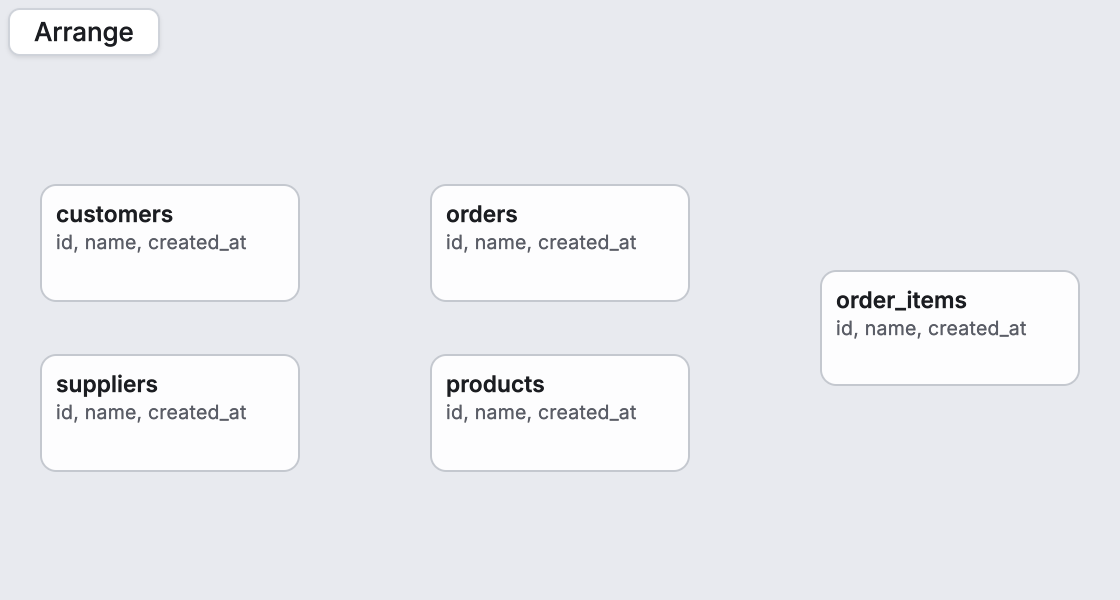 Arrange
customers
id, name, created_at
orders
id, name, created_at
order_items
id, name, created_at
suppliers
id, name, created_at
products
id, name, created_at